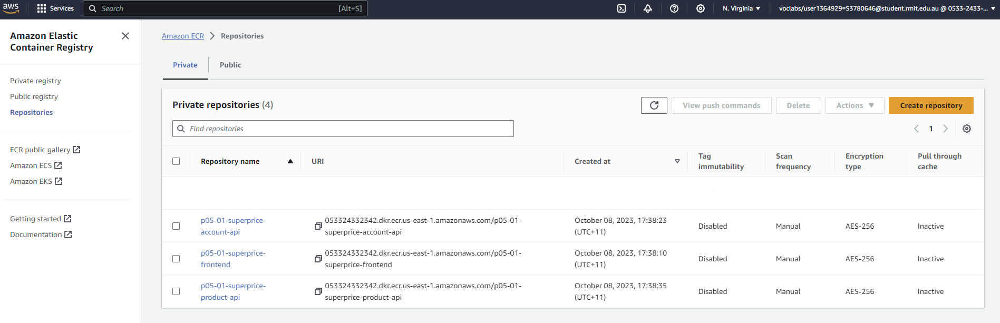 aws
Services
Search
[Alt+S]
N. Virginia
voclabs/user1364929=S3780646@student.rmit.edu.au @ 0533-2433-...
Amazon Elastic
Container Registry
Private registry
Public registry
Repositories
ECR public gallery
Amazon ECS
Amazon EKS
Getting started
Documentation
Amazon ECR
Repositories
Private
Public
Private repositories (4)
View push commands
Delete
Actions
Create repository
Find repositories
1
Repository name
URI
Created at
Tag
immutability
Scan
frequency
Encryption
type
Pull through
cache
p05-01-superprice-
account-api
053324332342.dkr.ecr.us-east-1.amazonaws.com/p05-01-
superprice-account-api
October 08, 2023, 17:38:23
(UTC+11)
Disabled
Manual
AES-256
Inactive
p05-01-superprice-
frontend
053324332342.dkr.ecr.us-east-1.amazonaws.com/p05-01-
superprice-frontend
October 08, 2023, 17:38:10
(UTC+11)
Disabled
Manual
AES-256
Inactive
p05-01-superprice-
product-api
053324332342.dkr.ecr.us-east-1.amazonaws.com/p05-01-
superprice-product-api
October 08, 2023, 17:38:35
(UTC+11)
Disabled
Manual
AES-256
Inactive